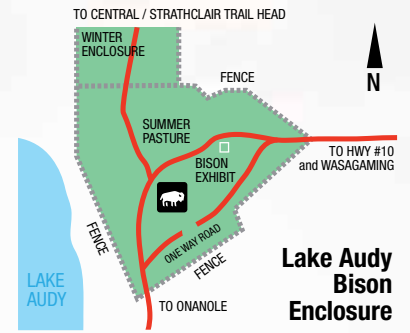 TO CENTRAL / STRATHCLAIR TRAIL HEAD
WINTER
ENCLOSURE
FENCE
N
SUMMER
PASTURE
TO HWY #10
and WASAGAMING
BISON
EXHIBIT
FENCE
ONE WAY ROAD
FENCE
LAKE
AUDY
TO ONANOLE
Lake Audy
Bison
Enclosure